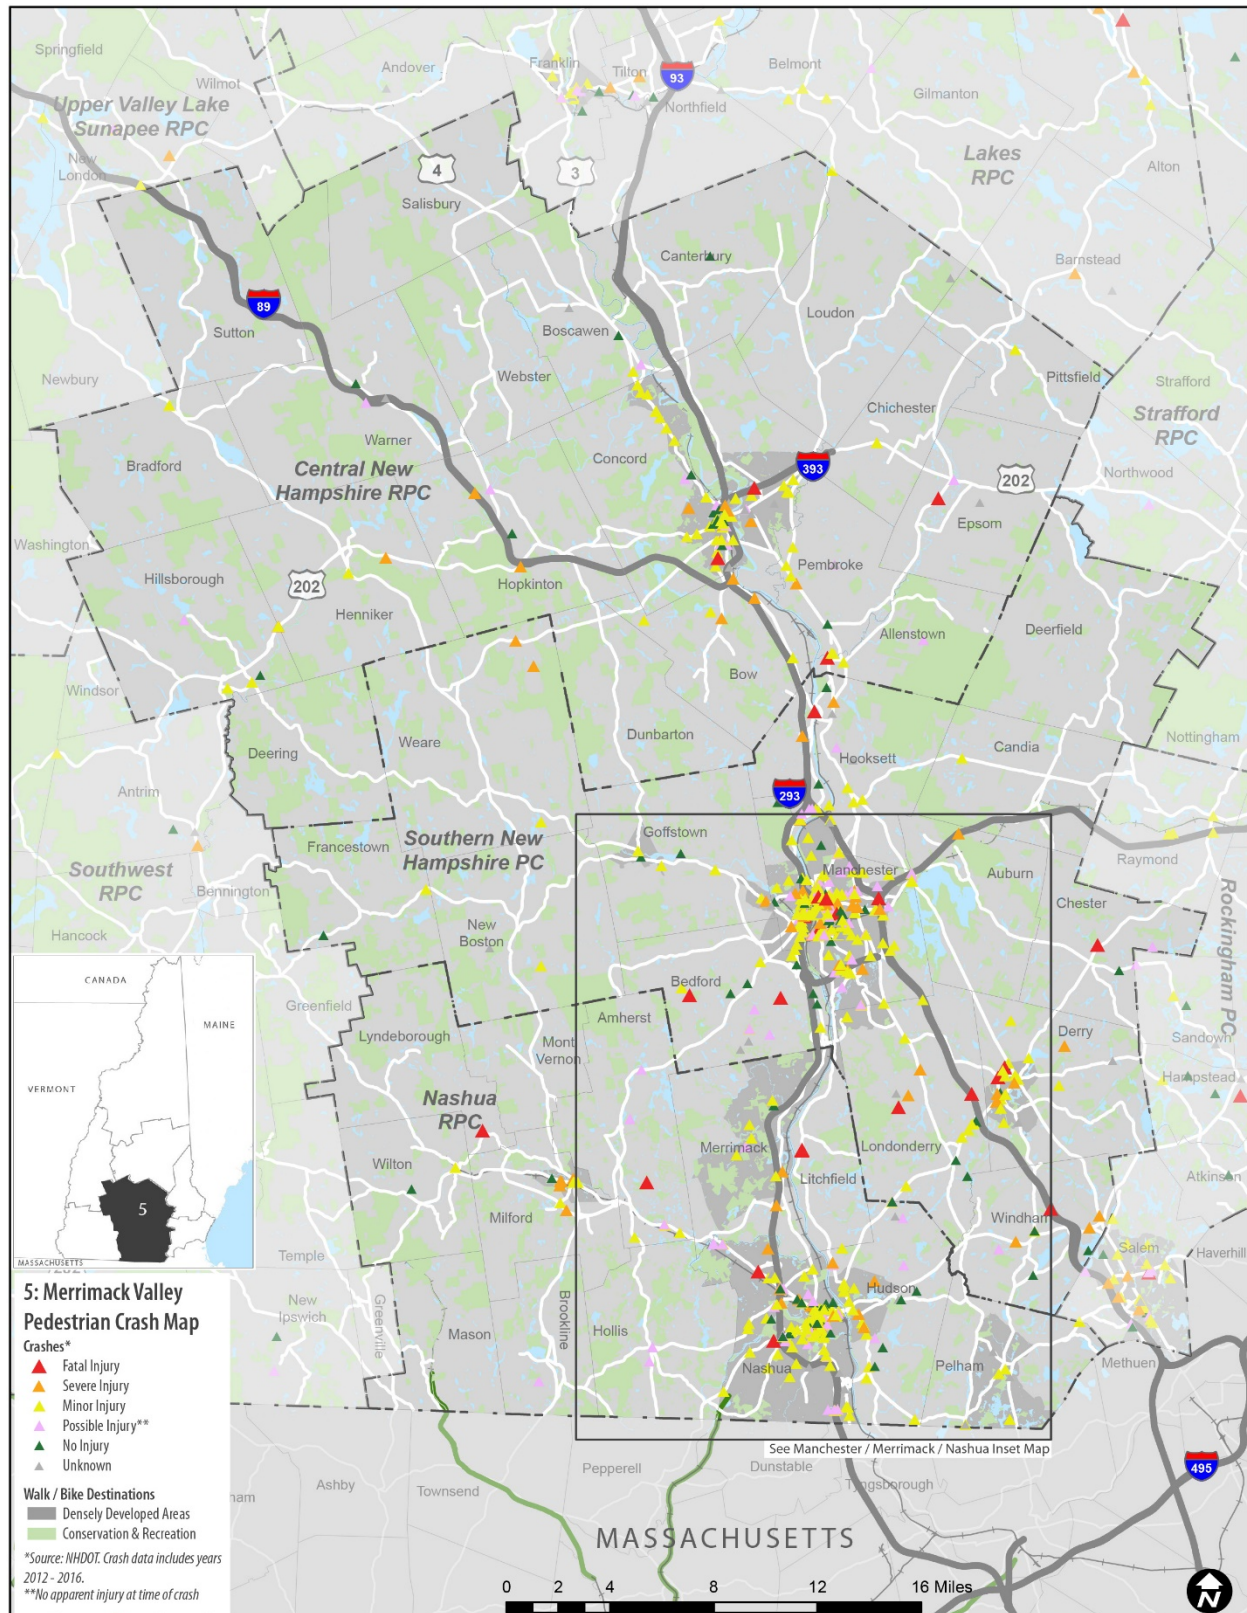 Springfield
Wilmot
Andover
Franklin
Tilton
93
Northfield
Belmont
Gilmanton
Upper Valley Lake
Sunapee RPC
New
London
4
3
Salisbury
Lakes
RPC
Alton
Canterbury
Barnstead
89
Sutton
Boscawen
Loudon
Newbury
Webster
Pittsfield
Strafford
Chichester
Strafford
RPC
Warner
Bradford
Central New
Hampshire RPC
Concord
393
202
Northwood
Epsom
Washington
Hillsborough
202
Hopkinton
Pembroke
Henniker
Allenstown
Deerfield
Windsor
Bow
Deering
Weare
Dunbarton
Hooksett
Candia
Nottingham
Antrim
293
Southern New
Hampshire PC
Goffstown
Francestown
Southwest
RPC
Manchester
Raymond
Bennington
Auburn
Chester
Hancock
New
Boston
Rockingham PC
CANADA
Bedford
Greenfield
Amherst
MAINE
Lyndeborough
Mont
Vernon
Derry
Sandown
VERMONT
Hampstead
Nashua
RPC
Merrimack
Londonderry
Wilton
Litchfield
Atkinson
5
Milford
Windham
Salem
Haverhill
MASSACHUSETTS
Temple
5: Merrimack Valley
Pedestrian Crash Map
New
Ipswich
Greenville
Mason
Brookline
Hollis
Hudson
Nashua
Pelham
Methuen
Crashes*
Fatal Injury
Severe Injury
Minor Injury
Possible Injury**
No Injury
Unknown
See Manchester / Merrimack / Nashua Inset Map
Pepperell
Dunstable
Tyngsborough
495
Ashby
Townsend
Walk / Bike Destinations
Densely Developed Areas
Conservation & Recreation
MASSACHUSETTS
*Source: NHDOT. Crash data includes years
2012 - 2016.
**No apparent injury at time of crash
0 2 4 8 12 16 Miles
N